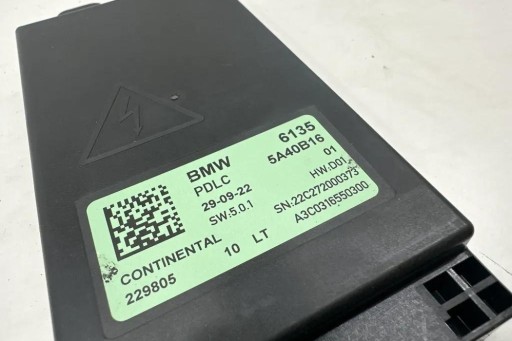 BMW 6135
PDLC 5A40B16
29-09-22 01
SW:5.0.1 HW:D01
SN:22C272000373
CONTINENTAL 10 LT A3C0316550300
229805